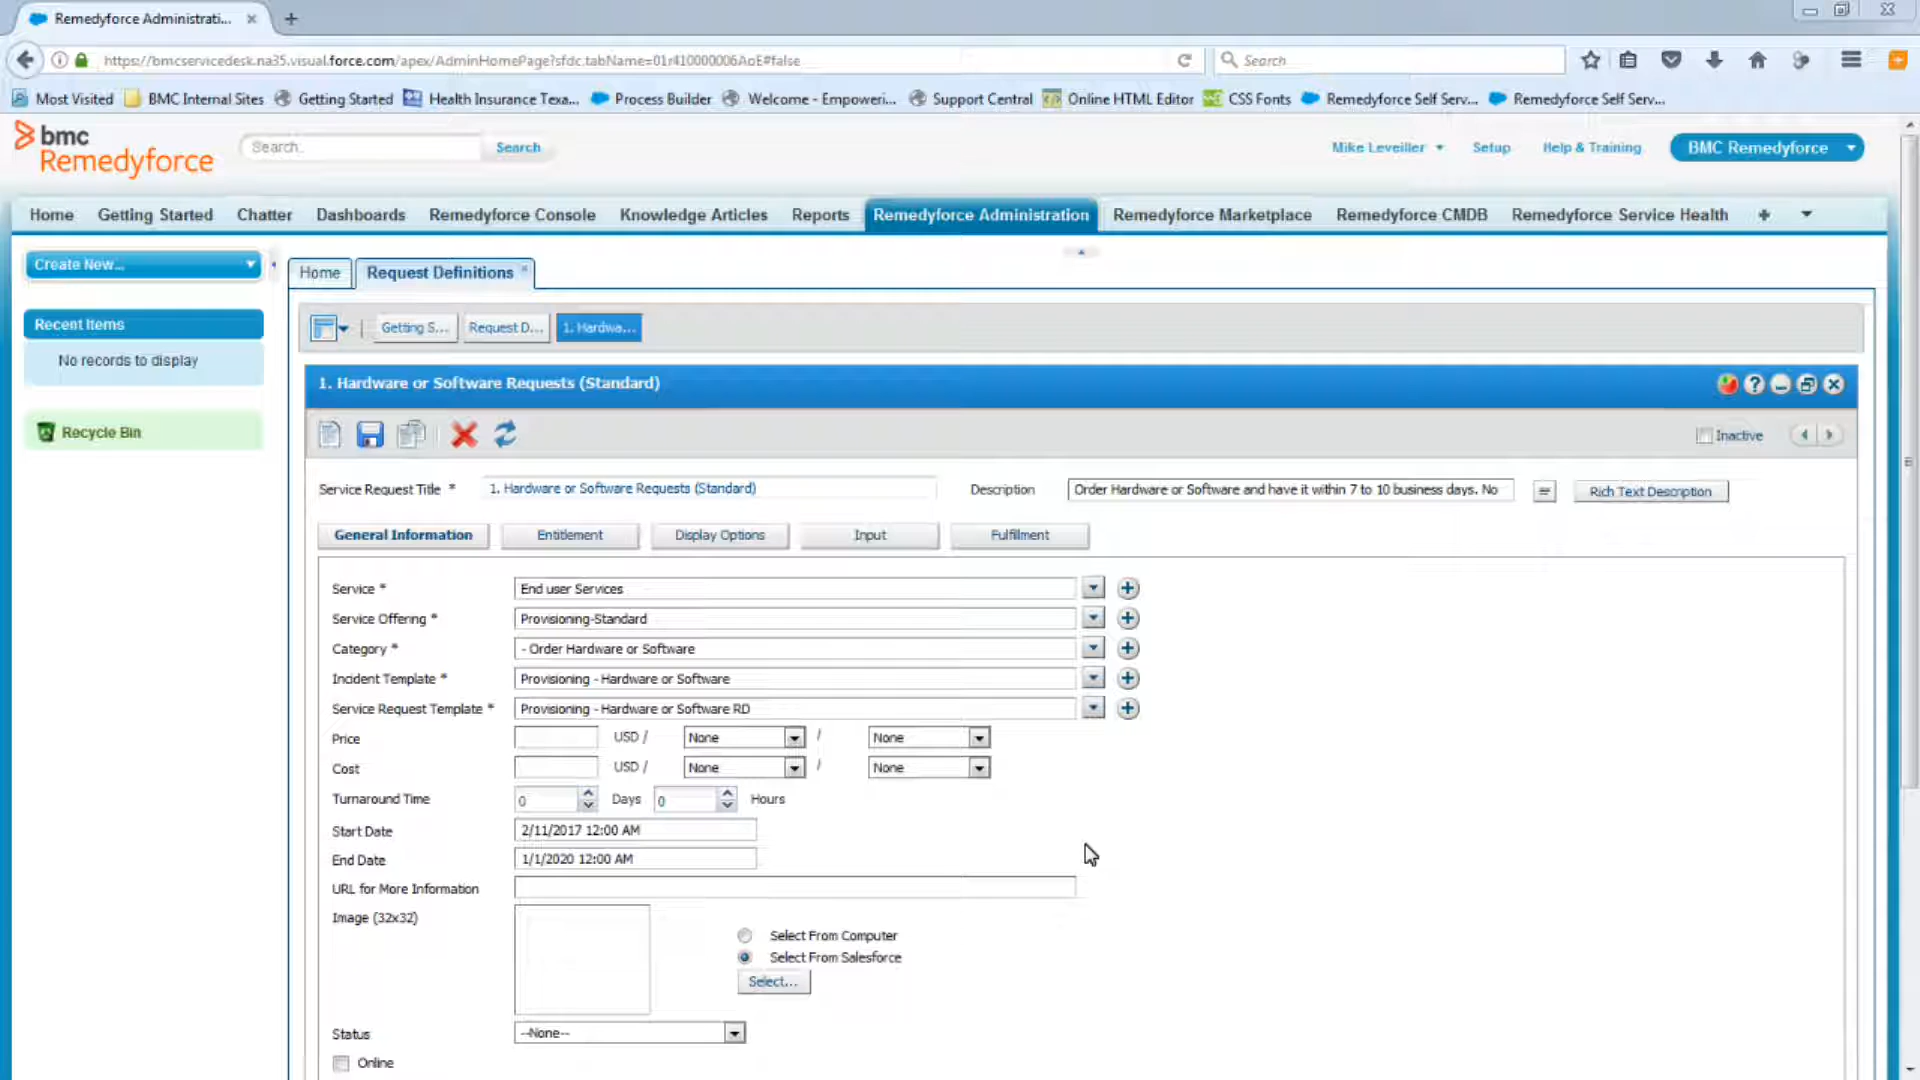 Remedyforce Administrati...
https://bmcservicedesk.na35.visual.force.com/apex/AdminHomePage?sfdc.tabName=01r410000006AoE#false
Search
Most Visited BMC Internal Sites Getting Started Health Insurance Texa... Process Builder Welcome - Empoweri... Support Central Online HTML Editor CSS Fonts Remedyforce Self Serv... Remedyforce Self Serv...
bmc
Remedyforce
Search.
Search
Mike Leveiller Setup Help & Training BMC Remedyforce
Home Getting Started Chatter Dashboards Remedyforce Console Knowledge Articles Reports Remedyforce Administration Remedyforce Marketplace Remedyforce CMDB Remedyforce Service Health
Create New...
Recent Items
No records to display
Recycle Bin
Home Request Definitions
Getting S... Request D... 1. Hardwa...
1. Hardware or Software Requests (Standard)
Inactive
Service Request Title * 1. Hardware or Software Requests (Standard) Description Order Hardware or Software and have it within 7 to 10 business days. No Rich Text Description
General Information Entitlement Display Options Input Fulfillment
Service * End user Services
Service Offering * Provisioning-Standard
Category * - Order Hardware or Software
Incident Template * Provisioning - Hardware or Software
Service Request Template * Provisioning - Hardware or Software RD
Price USD / None / None
Cost USD / None / None
Turnaround Time 0 Days 0 Hours
Start Date 2/11/2017 12:00 AM
End Date 1/1/2020 12:00 AM
URL for More Information
Image (32x32)
Select From Computer
Select From Salesforce
Select...
Status --None--
Online